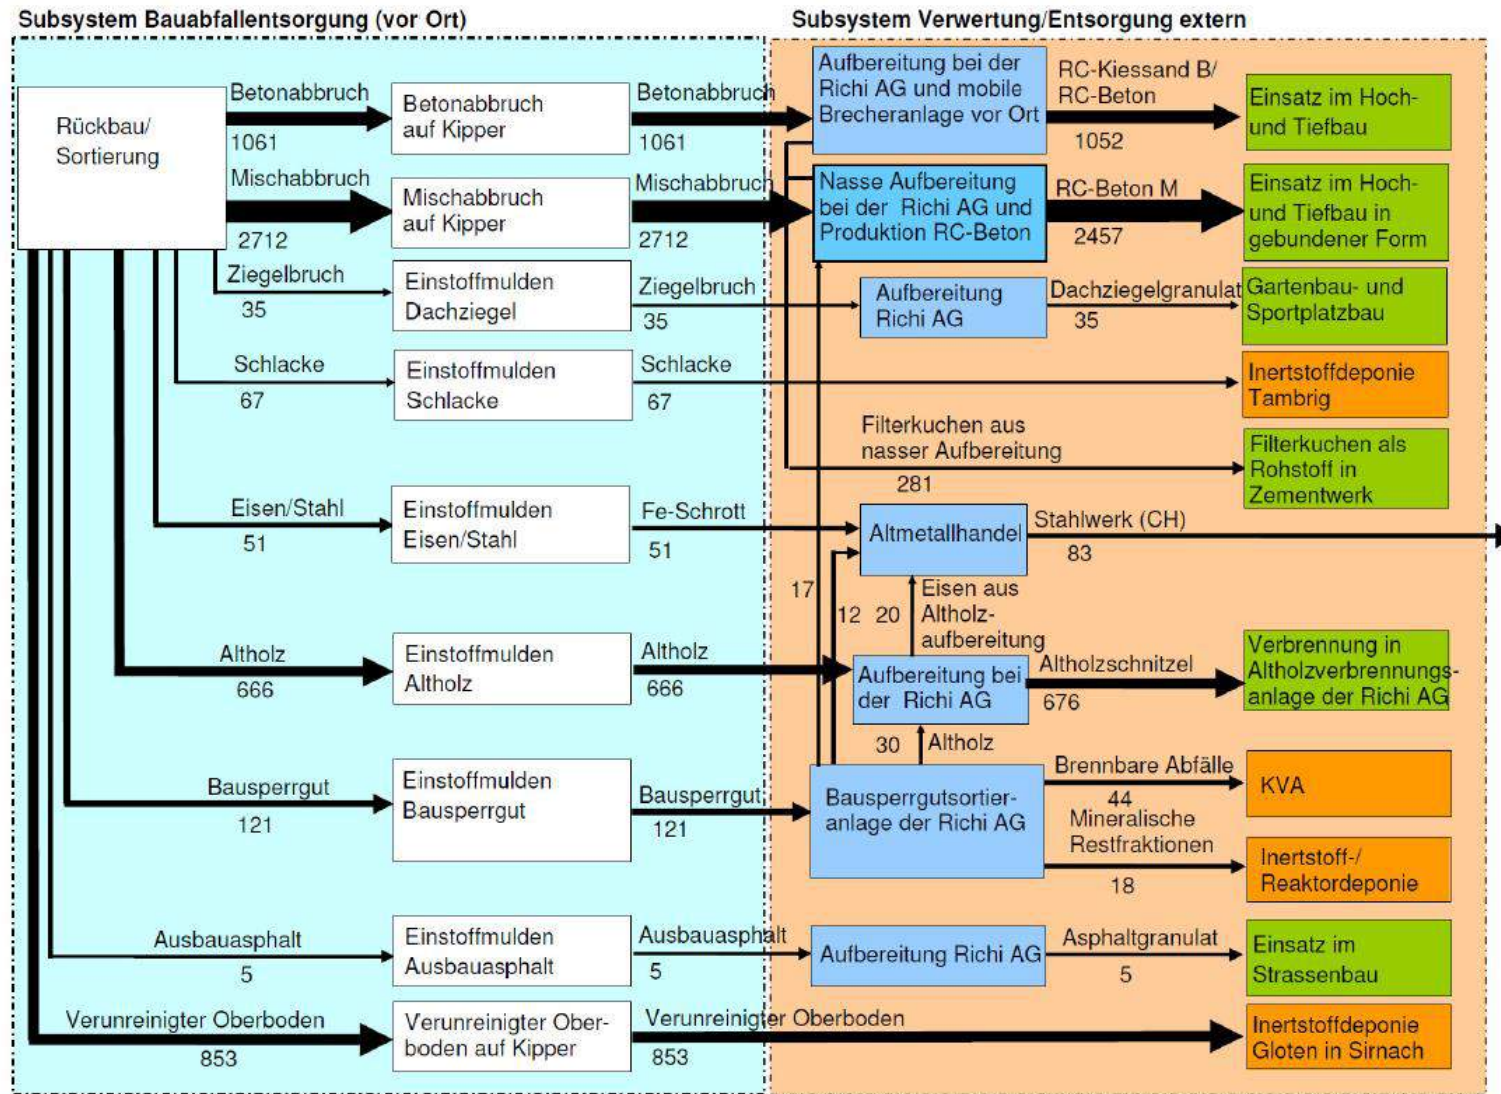 Subsystem Bauabfallentsorgung (vor Ort)
Subsystem Verwertung/Entsorgung extern
Rückbau/
Sortierung
Betonabbruch
1061
Betonabbruch
auf Kipper
Betonabbruch
1061
Aufbereitung bei der
Richi AG und mobile
Brecheranlage vor Ort
RC-Kiessand B/
RC-Beton
1052
Einsatz im Hoch-
und Tiefbau
Mischabbruch
2712
Mischabbruch
auf Kipper
Mischabbruch
2712
Nasse Aufbereitung
bei der Richi AG und
Produktion RC-Beton
RC-Beton M
2457
Einsatz im Hoch-
und Tiefbau in
gebundener Form
Ziegelbruch
35
Einstoffmulden
Dachziegel
Ziegelbruch
35
Aufbereitung
Richi AG
Dachziegelgranulat
35
Gartenbau- und
Sportplatzbau
Schlacke
67
Einstoffmulden
Schlacke
Schlacke
67
Inertstoffdeponie
Tambrig
Filterkuchen aus
nasser Aufbereitung
281
Filterkuchen als
Rohstoff in
Zementwerk
Eisen/Stahl
51
Einstoffmulden
Eisen/Stahl
Fe-Schrott
51
Altmetallhandel
Stahlwerk (CH)
83
17
12
20
Eisen aus
Altholz-
aufbereitung
Altholz
666
Einstoffmulden
Altholz
Altholz
666
Aufbereitung bei
der Richi AG
Altholzschnitzel
676
Verbrennung in
Altholzverbrennungs-
anlage der Richi AG
30
Altholz
Bausperrgut
121
Einstoffmulden
Bausperrgut
Bausperrgut
121
Bausperrgutsortier-
anlage der Richi AG
Brennbare Abfälle
44
KVA
Mineralische
Restfraktionen
18
Inertstoff-/
Reaktordeponie
Ausbauasphalt
5
Einstoffmulden
Ausbauasphalt
Ausbauasphalt
5
Aufbereitung Richi AG
Asphaltgranulat
5
Einsatz im
Strassenbau
Verunreinigter Oberboden
853
Verunreinigter Ober-
boden auf Kipper
Verunreinigter Oberboden
853
Inertstoffdeponie
Gloten in Sirnach